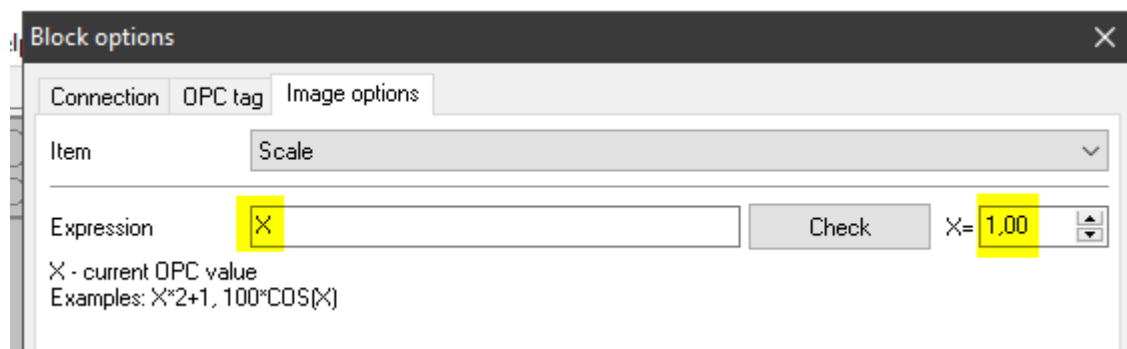 elp
Block options
Connection OPC tag Image options
Item Scale
Expression X Check X= 1,00
X - current OPC value
Examples: X*2+1, 100*COS(X)